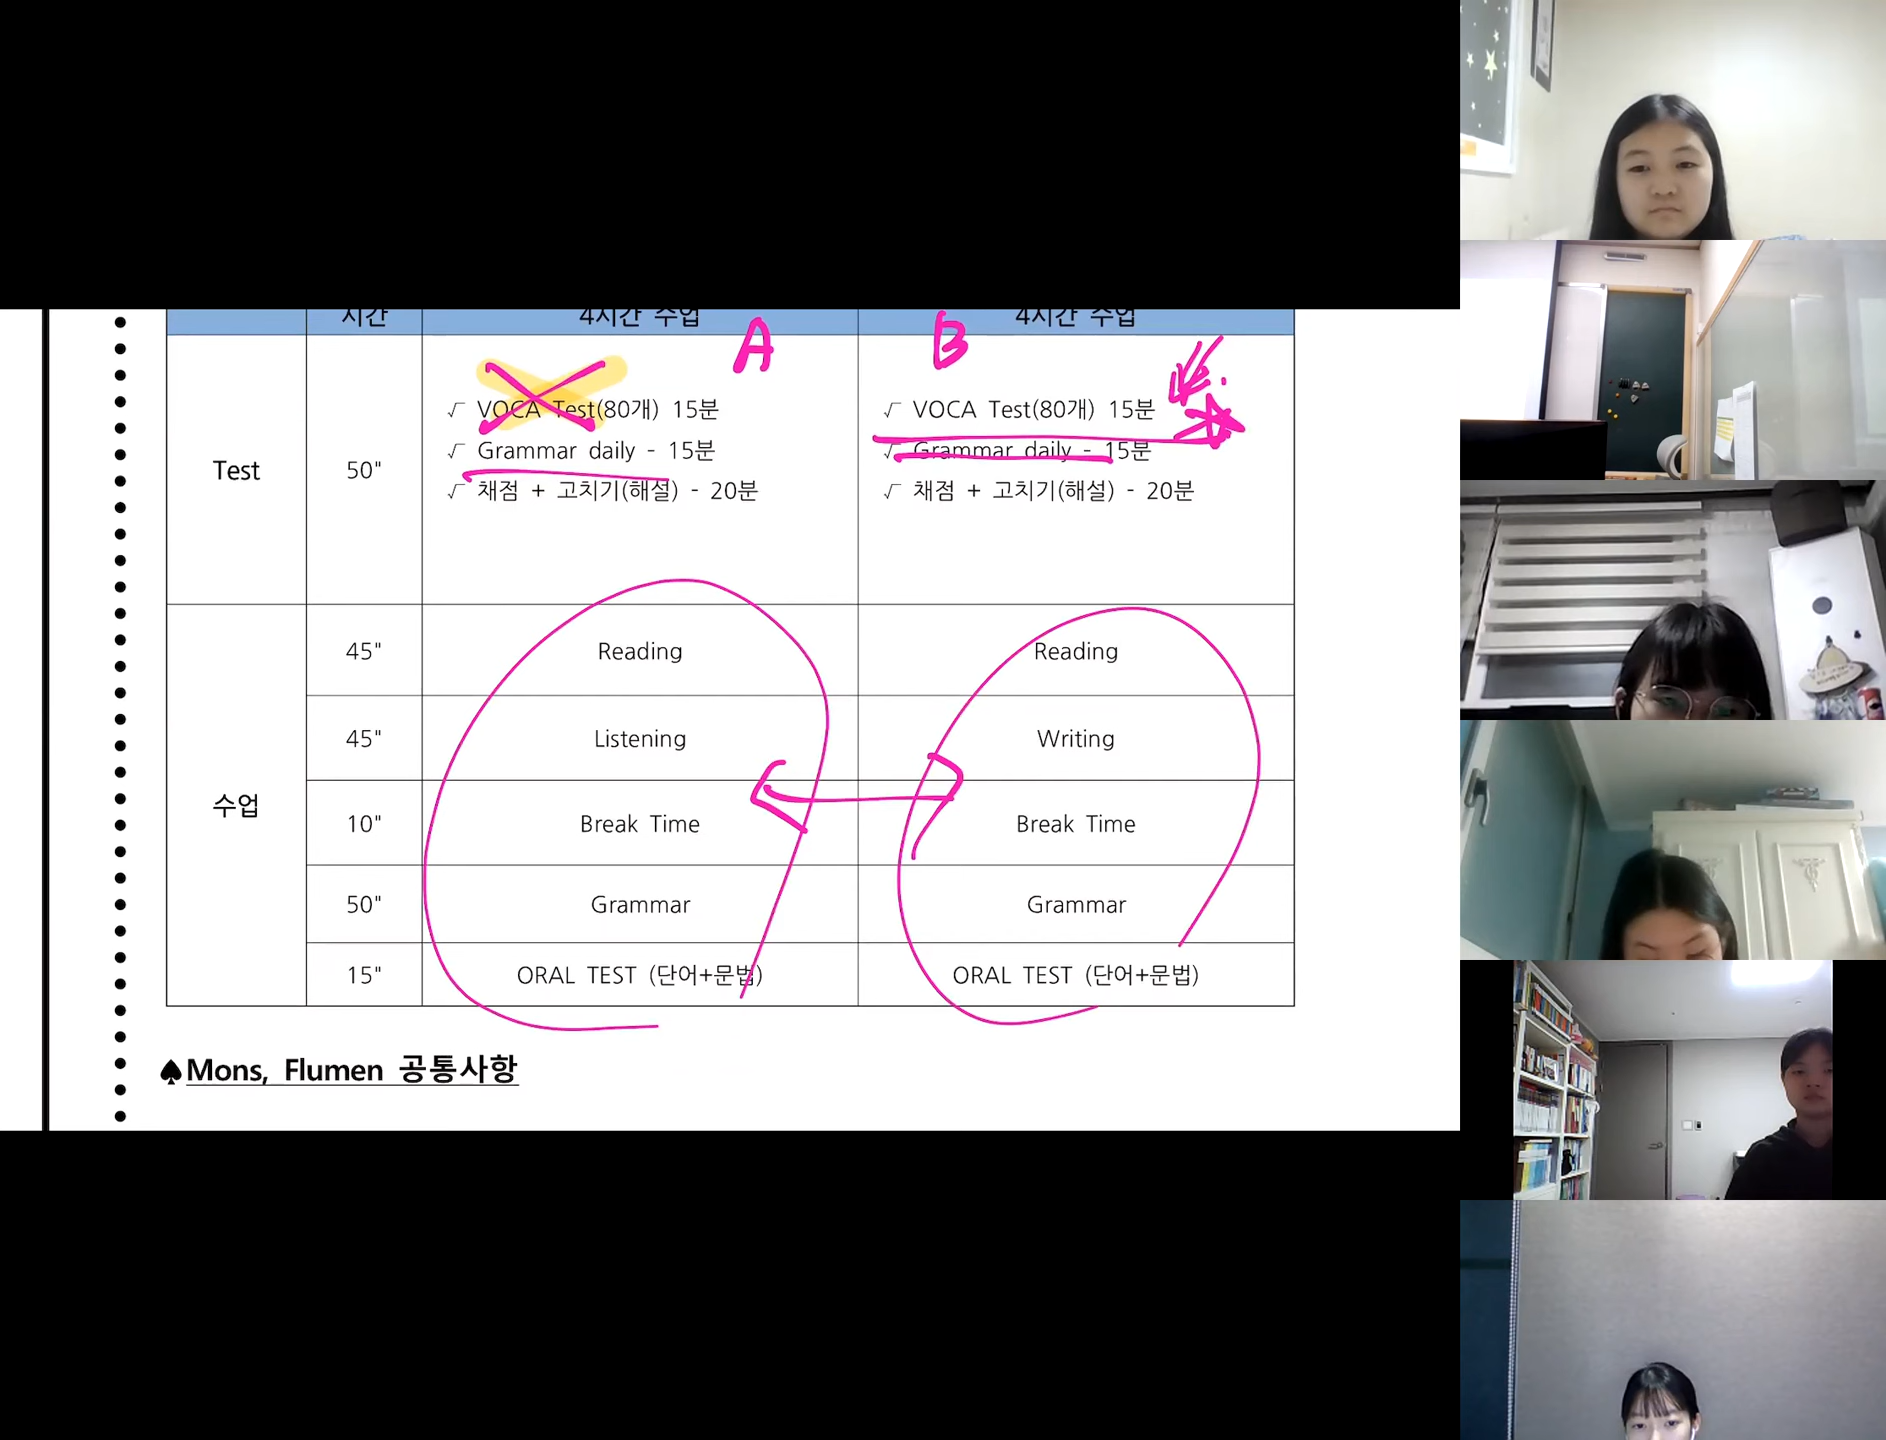 시간 4시간 수업 4시간 수업
A B
√ VOCA Test(80개) 15분 √ VOCA Test(80개) 15분
Test 50" √ Grammar daily - 15분 √ Grammar daily - 15분
√ 채점 + 고치기(해설) - 20분 √ 채점 + 고치기(해설) - 20분
45" Reading Reading
45" Listening Writing
수업 10" Break Time Break Time
50" Grammar Grammar
15" ORAL TEST (단어+문법) ORAL TEST (단어+문법)
♠Mons, Flumen 공통사항